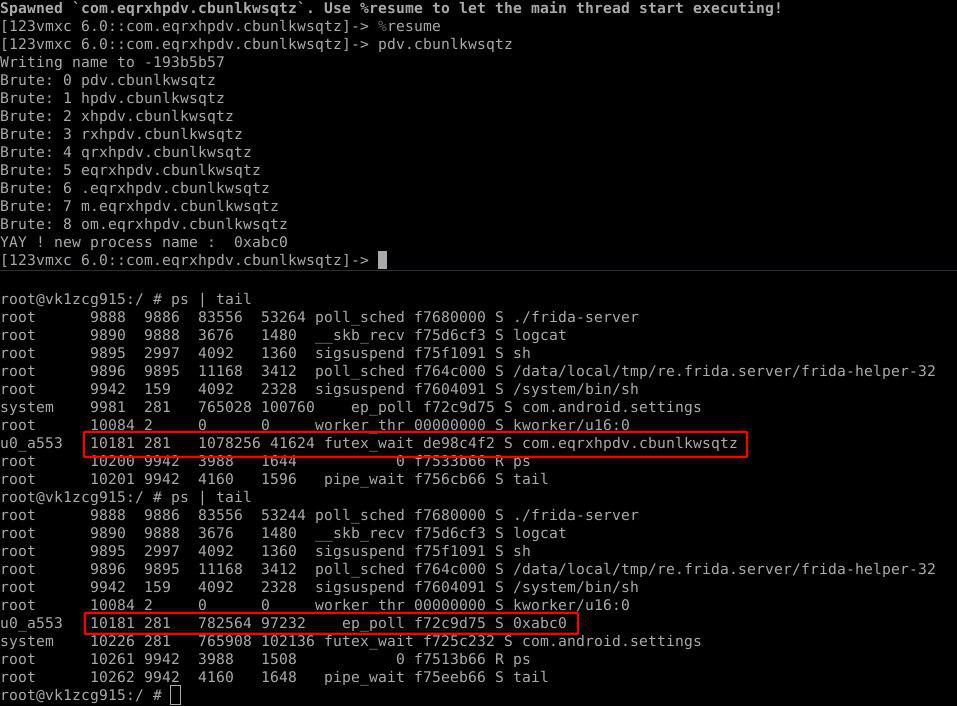 Spawned `com.eqrxhpdv.cbunlkwsqtz`. Use %resume to let the main thread start executing!
[123vmxc 6.0::com.eqrxhpdv.cbunlkwsqtz]-> %resume
[123vmxc 6.0::com.eqrxhpdv.cbunlkwsqtz]-> pdv.cbunlkwsqtz
Writing name to -193b5b57
Brute: 0 pdv.cbunlkwsqtz
Brute: 1 hpdv.cbunlkwsqtz
Brute: 2 xhpdv.cbunlkwsqtz
Brute: 3 rxhpdv.cbunlkwsqtz
Brute: 4 qrxhpdv.cbunlkwsqtz
Brute: 5 eqrxhpdv.cbunlkwsqtz
Brute: 6 .eqrxhpdv.cbunlkwsqtz
Brute: 7 m.eqrxhpdv.cbunlkwsqtz
Brute: 8 om.eqrxhpdv.cbunlkwsqtz
YAY ! new process name :  0xabc0
[123vmxc 6.0::com.eqrxhpdv.cbunlkwsqtz]->
root@vk1zcg915:/ # ps | tail
root      9888  9886  83556  53264 poll_sched f7680000 S ./frida-server
root      9890  9888  3676   1480  __skb_recv f75d6cf3 S logcat
root      9895  2997  4092   1360  sigsuspend f75f1091 S sh
root      9896  9895  11168  3412  poll_sched f764c000 S /data/local/tmp/re.frida.server/frida-helper-32
root      9942  159   4092   2328  sigsuspend f7604091 S /system/bin/sh
system    9981  281   765028 100760    ep_poll f72c9d75 S com.android.settings
root      10084 2     0      0     worker_thr 00000000 S kworker/u16:0
u0_a553   10181 281   1078256 41624 futex_wait de98c4f2 S com.eqrxhpdv.cbunlkwsqtz
root      10200 9942  3988   1644           0 f7533b66 R ps
root      10201 9942  4160   1596   pipe_wait f756cb66 S tail
root@vk1zcg915:/ # ps | tail
root      9888  9886  83556  53244 poll_sched f7680000 S ./frida-server
root      9890  9888  3676   1480  __skb_recv f75d6cf3 S logcat
root      9895  2997  4092   1360  sigsuspend f75f1091 S sh
root      9896  9895  11168  3412  poll_sched f764c000 S /data/local/tmp/re.frida.server/frida-helper-32
root      9942  159   4092   2328  sigsuspend f7604091 S /system/bin/sh
root      10084 2     0      0     worker_thr 00000000 S kworker/u16:0
u0_a553   10181 281   782564 97232    ep_poll f72c9d75 S 0xabc0
system    10226 281   765908 102136 futex_wait f725c232 S com.android.settings
root      10261 9942  3988   1508           0 f7513b66 R ps
root      10262 9942  4160   1648   pipe_wait f75eeb66 S tail
root@vk1zcg915:/ #